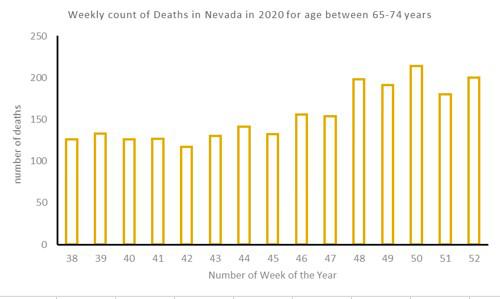 Weekly count of Deaths in Nevada in 2020 for age between 65-74 years
250
200
150
100
50
0
number of deaths
38 39 40 41 42 43 44 45 46 47 48 49 50 51 52
Number of Week of the Year